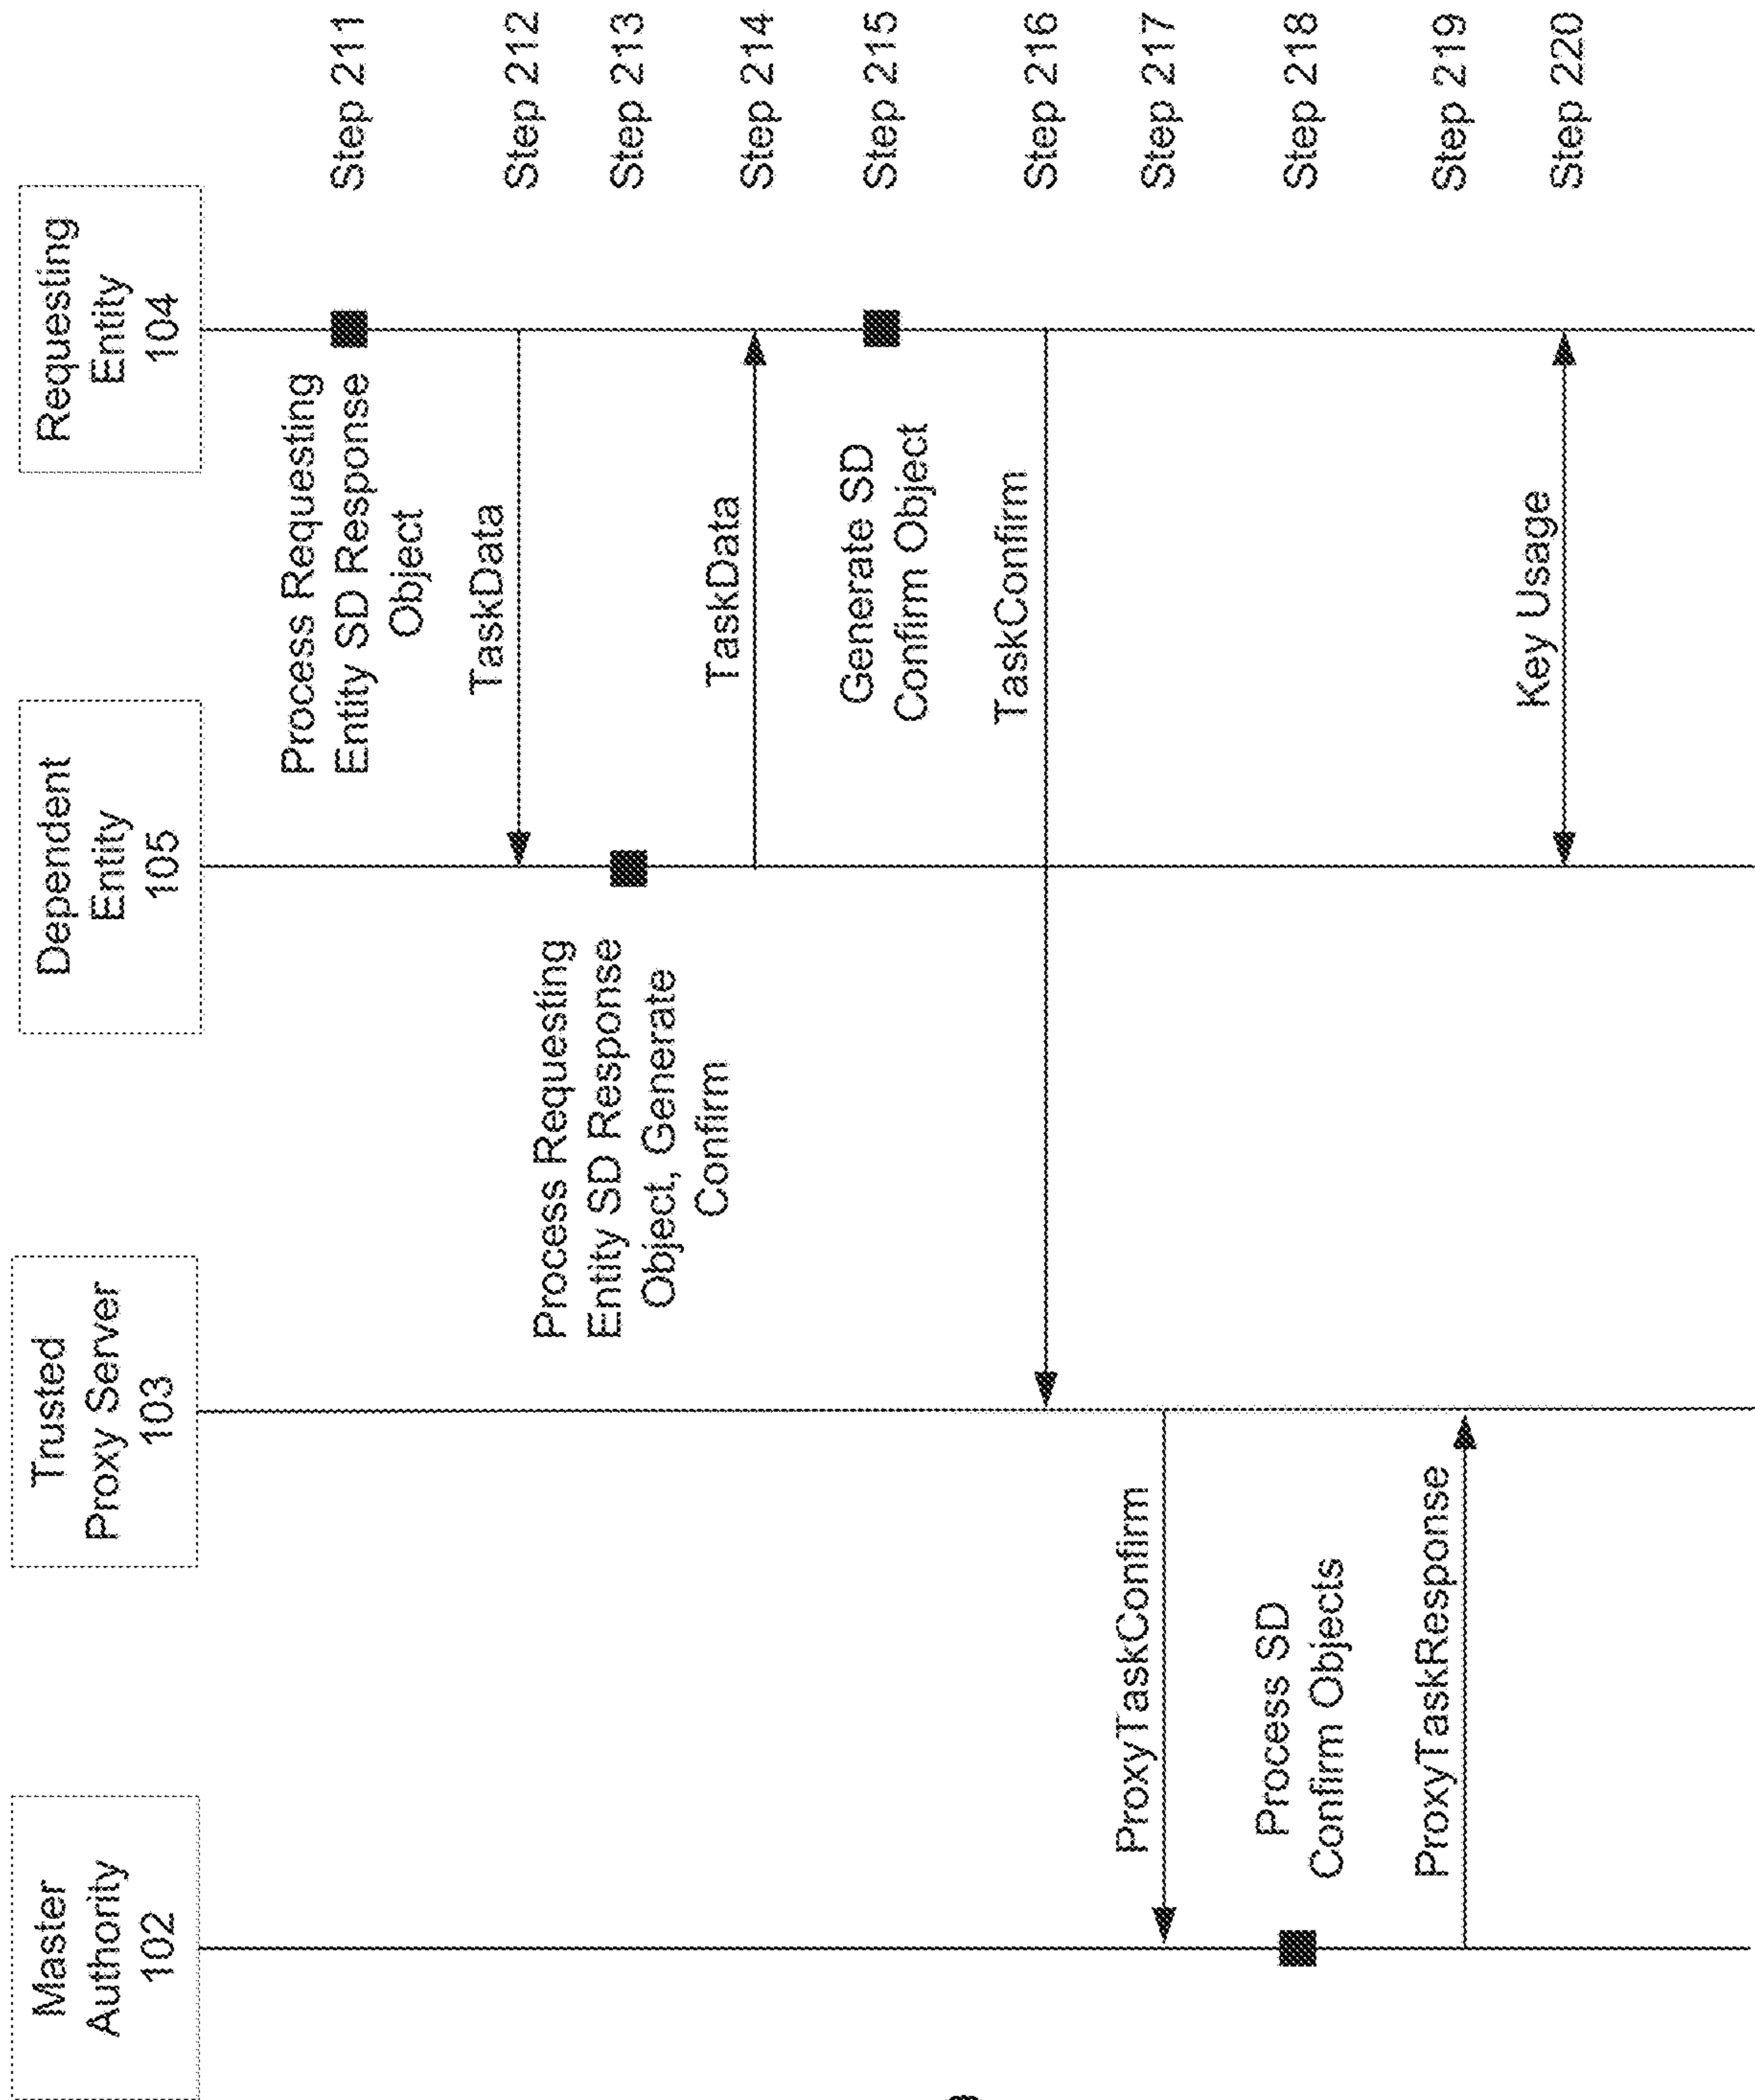 Master
Authority
102
Trusted
Proxy Server
103
Dependent
Entity
105
Requesting
Entity
104
Process Requesting
Entity SD Response
Object
Step 211
TaskData
Step 212
Process Requesting
Entity SD Response
Object, Generate
Confirm
Step 213
TaskData
Step 214
Generate SD
Confirm Object
Step 215
TaskConfirm
Step 216
ProxyTaskConfirm
Step 217
Process SD
Confirm Objects
Step 218
ProxyTaskResponse
Step 219
Key Usage
Step 220